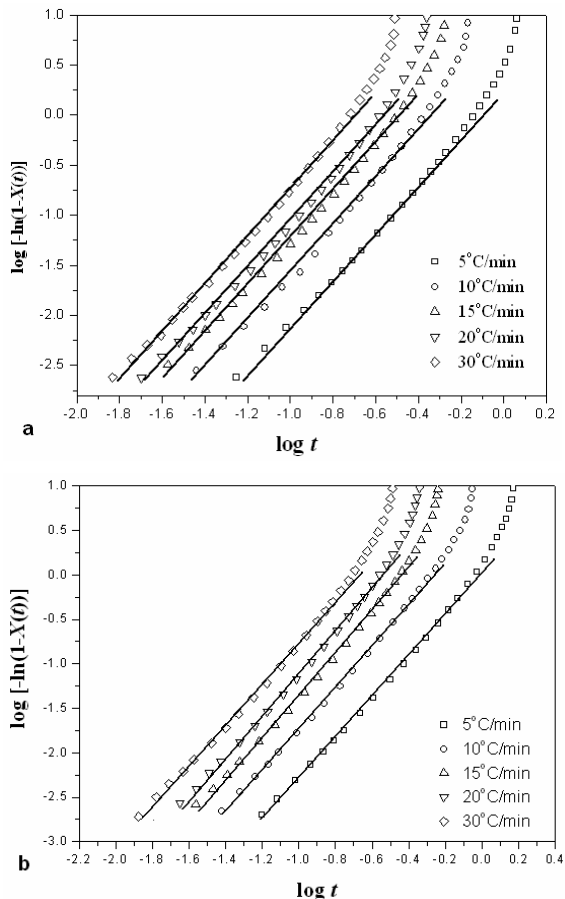 1.0
0.5
0.0
-0.5
-1.0
-1.5
-2.0
-2.5
log [-ln(1-X(t))]
5°C/min
10°C/min
15°C/min
20°C/min
30°C/min
-2.0 -1.8 -1.6 -1.4 -1.2 -1.0 -0.8 -0.6 -0.4 -0.2 0.0 0.2
a
log t
1.0
0.5
0.0
-0.5
-1.0
-1.5
-2.0
-2.5
-3.0
log [-ln(1-X(t))]
5°C/min
10°C/min
15°C/min
20°C/min
30°C/min
-2.2 -2.0 -1.8 -1.6 -1.4 -1.2 -1.0 -0.8 -0.6 -0.4 -0.2 0.0 0.2 0.4
b
log t